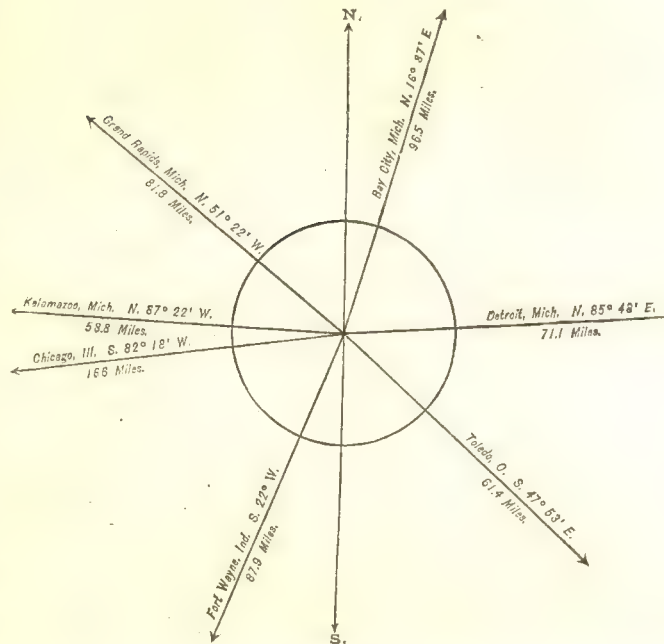 N.
Bay City, Mich. N. 16° 37' E
96.5 Miles.
Grand Rapids, Mich. N. 51° 22' W.
81.8 Miles.
Kalamazoo, Mich. N. 87° 22' W.
58.8 Miles.
Detroit, Mich. N. 85° 48' E.
71.1 Miles.
Chicago, Ill. S. 82° 18' W.
166 Miles.
Toledo, O. S. 47° 53' E.
61.4 Miles.
Fort Wayne, Ind. S. 22° W.
87.9 Miles.
S.